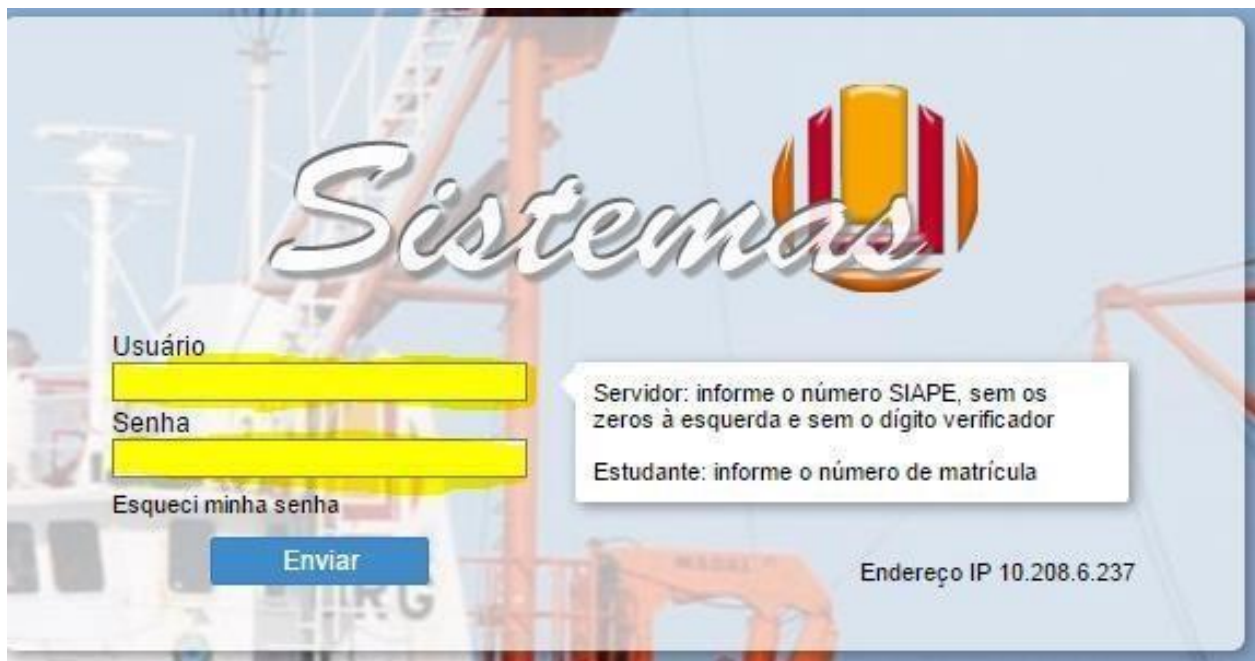 Sistemas
Usuário
Servidor: informe o número SIAPE, sem os
zeros à esquerda e sem o dígito verificador
Senha
Estudante: informe o número de matrícula
Esqueci minha senha
Enviar
Endereço IP 10.208.6.237
RG